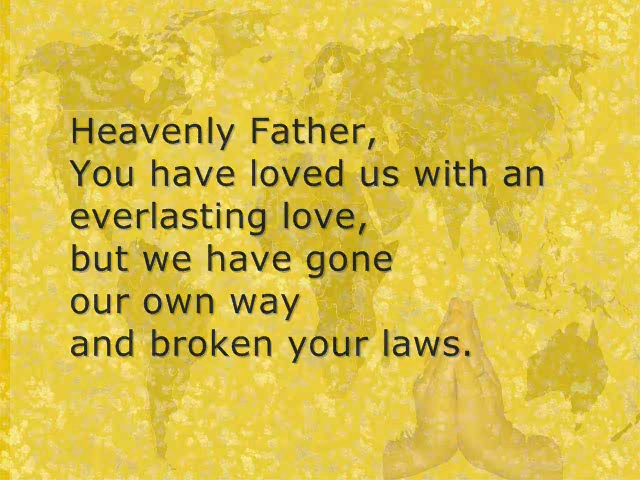 Heavenly Father,
You have loved us with an
everlasting love,
but we have gone
our own way
and broken your laws.